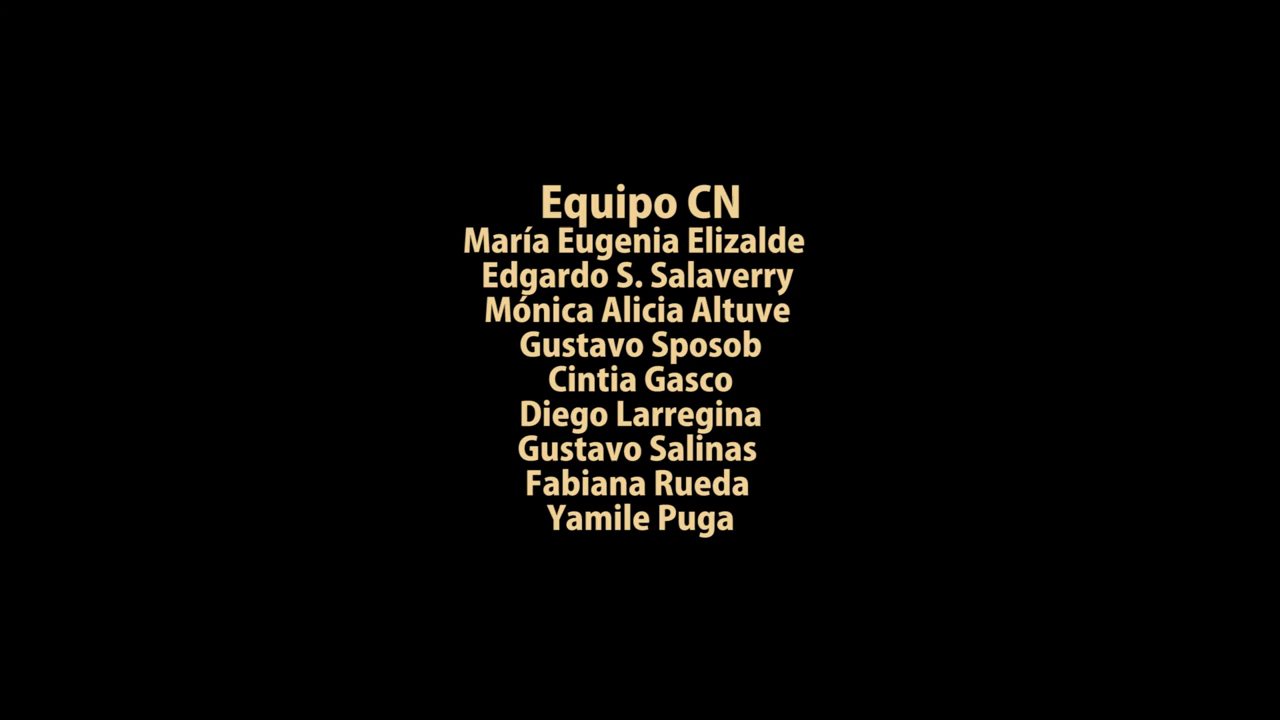 Equipo CN
María Eugenia Elizalde
Edgardo S. Salaverry
Mónica Alicia Altuve
Gustavo Sposob
Cintia Gasco
Diego Larregina
Gustavo Salinas
Fabiana Rueda
Yamile Puga